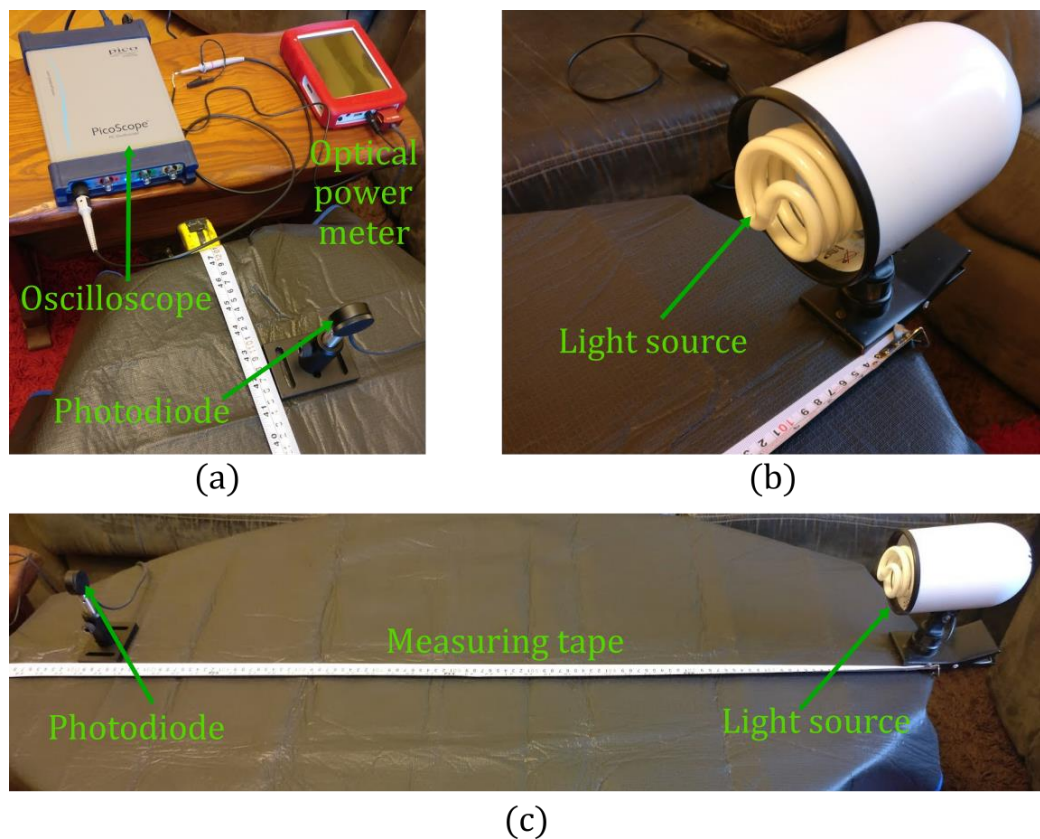 pico
PicoScope
Optical
power
meter
Oscilloscope
Photodiode
(a)
Light source
(b)
Measuring tape
Photodiode
Light source
(c)